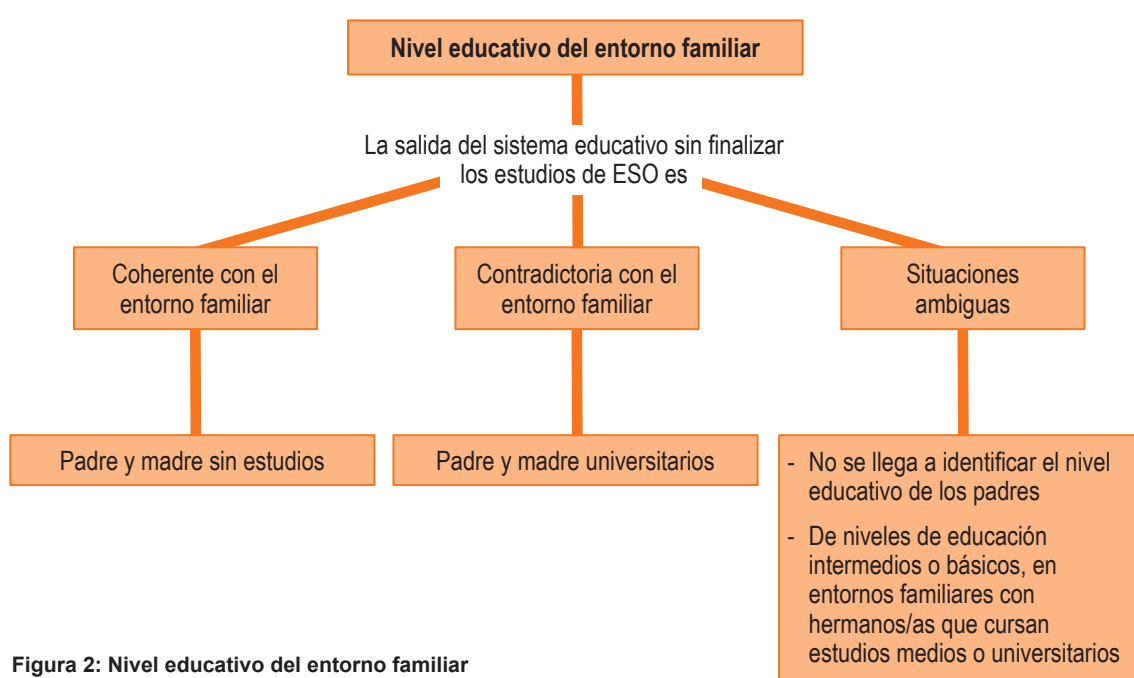 Nivel educativo del entorno familiar
La salida del sistema educativo sin finalizar
los estudios de ESO es
Coherente con el
entorno familiar
Contradictoria con el
entorno familiar
Situaciones
ambiguas
Padre y madre sin estudios
Padre y madre universitarios
- No se llega a identificar el nivel
educativo de los padres
- De niveles de educación
intermedios o básicos, en
entornos familiares con
hermanos/as que cursan
estudios medios o universitarios
Figura 2: Nivel educativo del entorno familiar